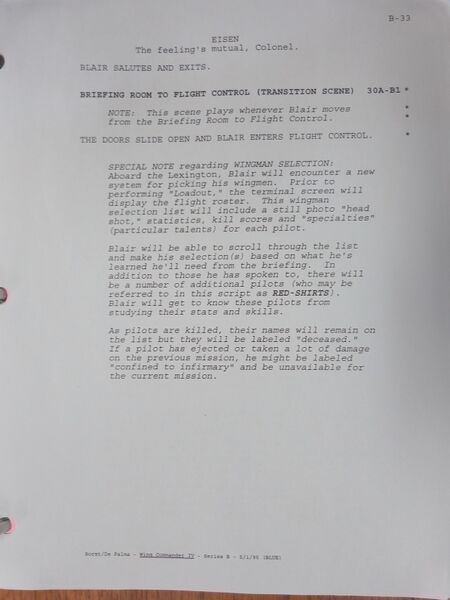 B-33
EISEN
The feeling's mutual, Colonel.
BLAIR SALUTES AND EXITS.
BRIEFING ROOM TO FLIGHT CONTROL (TRANSITION SCENE) 30A-B1 *
NOTE: This scene plays whenever Blair moves *
from the Briefing Room to Flight Control. *
THE DOORS SLIDE OPEN AND BLAIR ENTERS FLIGHT CONTROL. *
SPECIAL NOTE regarding WINGMAN SELECTION:
Aboard the Lexington, Blair will encounter a new
system for picking his wingmen. Prior to
performing "Loadout," the terminal screen will
display the flight roster. This wingman
selection list will include a still photo "head
shot," statistics, kill scores and "specialties"
(particular talents) for each pilot.
Blair will be able to scroll through the list
and make his selection(s) based on what he's
learned he'll need from the briefing. In
addition to those he has spoken to, there will
be a number of additional pilots (who may be
referred to in this script as RED-SHIRTS).
Blair will get to know these pilots from
studying their stats and skills.
As pilots are killed, their names will remain on
the list but they will be labeled "deceased."
If a pilot has ejected or taken a lot of damage
on the previous mission, he might be labeled
"confined to infirmary" and be unavailable for
the current mission.
Borst/De Palma - Wing Commander IV - Series B - 5/1/95 (BLUE)